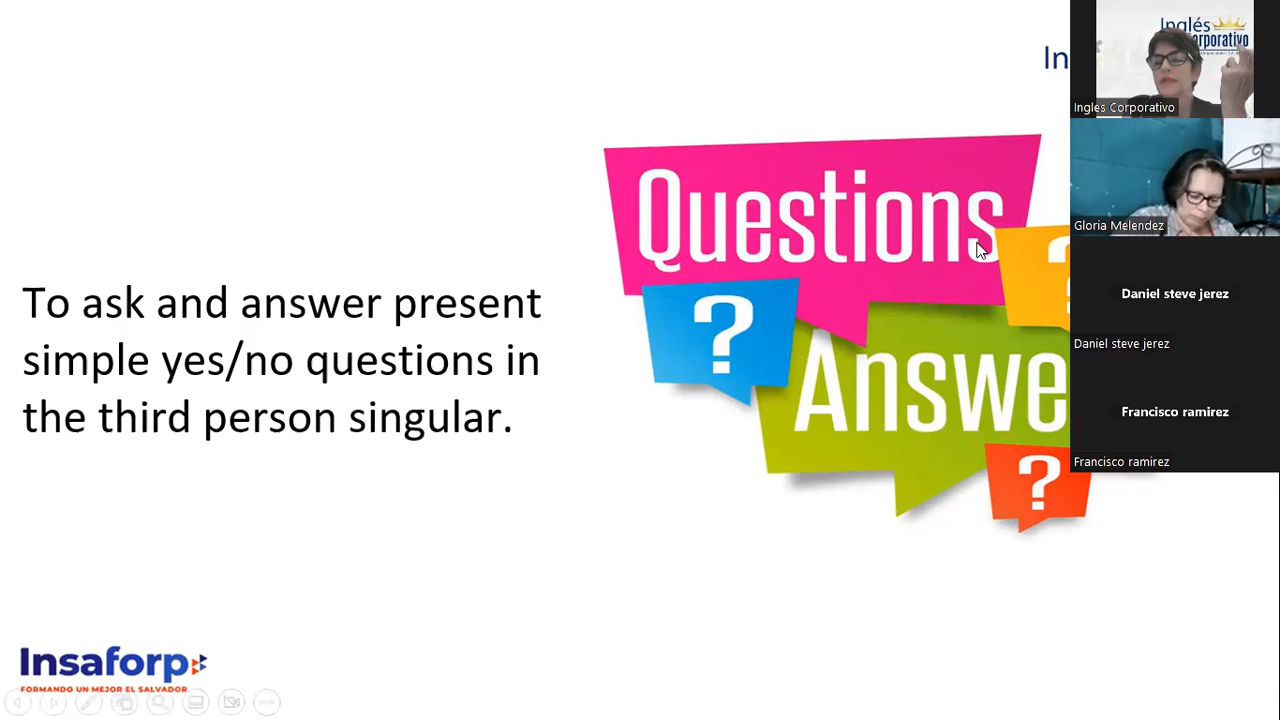 To ask and answer present
simple yes/no questions in
the third person singular.
Questions
?
?
Answe
?
In
Inglés
Corporativo
Ingles Corporativo
Gloria Melendez
Daniel steve jerez
Daniel steve jerez
Francisco ramirez
Francisco ramirez
Insaforp
FORMANDO UN MEJOR EL SALVADOR